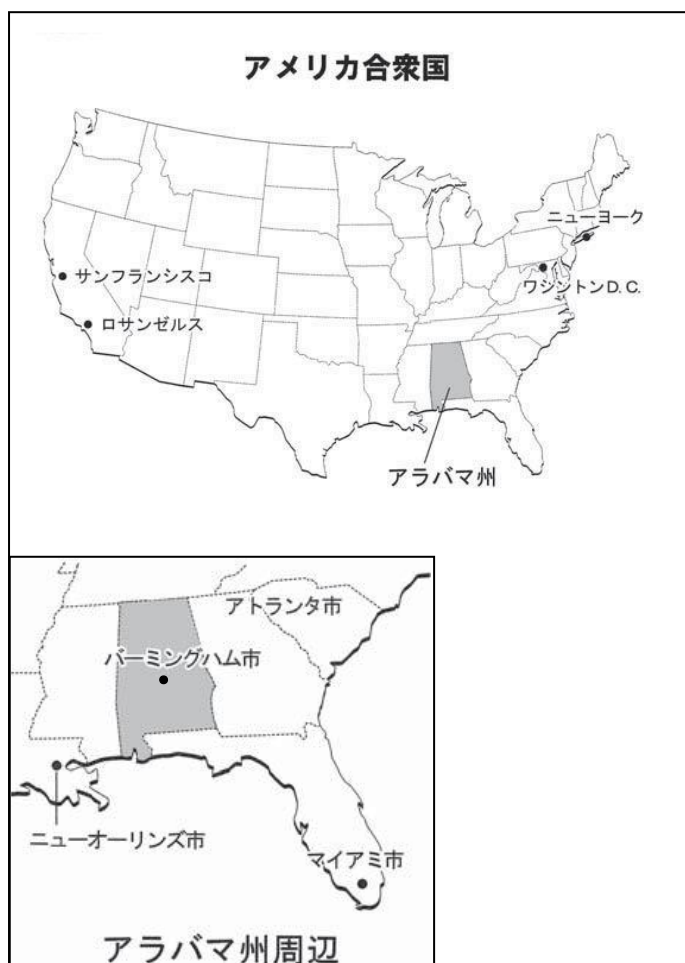 アメリカ合衆国
ニューヨーク
サンフランシスコ
ワシントンD.C.
ロサンゼルス
アラバマ州
アトランタ市
バーミングハム市
ニューオーリンズ市
マイアミ市
アラバマ州周辺